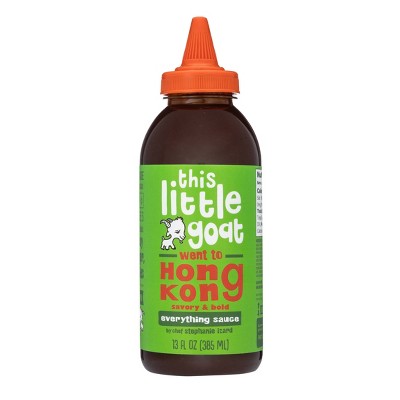 this
little
goat
went to
Hong
Kong
savory & bold
everything sauce
by chef stephanie izard
13 fl OZ (385 ML)